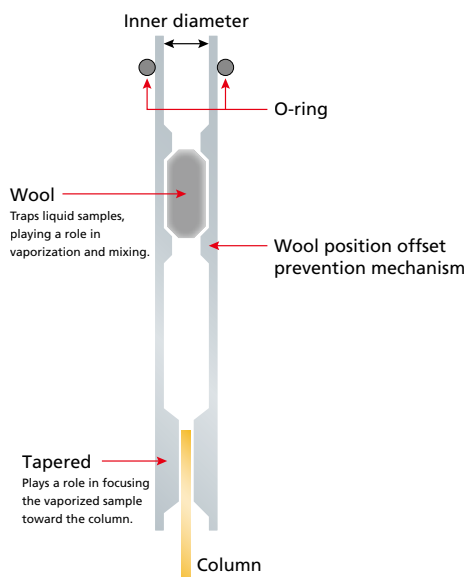 Inner diameter
O-ring
Wool
Traps liquid samples,
playing a role in
vaporization and mixing.
Wool position offset
prevention mechanism
Tapered
Plays a role in focusing
the vaporized sample
toward the column.
Column